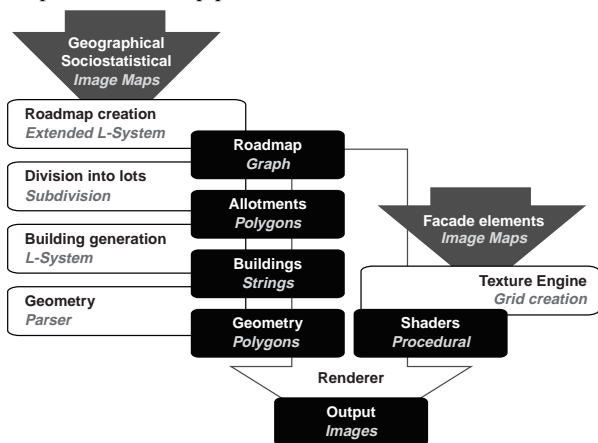 Geographical
Sociostatistical
Image Maps
Roadmap creation
Extended L-System
Roadmap
Graph
Division into lots
Subdivision
Allotments
Polygons
Facade elements
Image Maps
Building generation
L-System
Buildings
Strings
Texture Engine
Grid creation
Geometry
Parser
Geometry
Polygons
Shaders
Procedural
Renderer
Output
Images